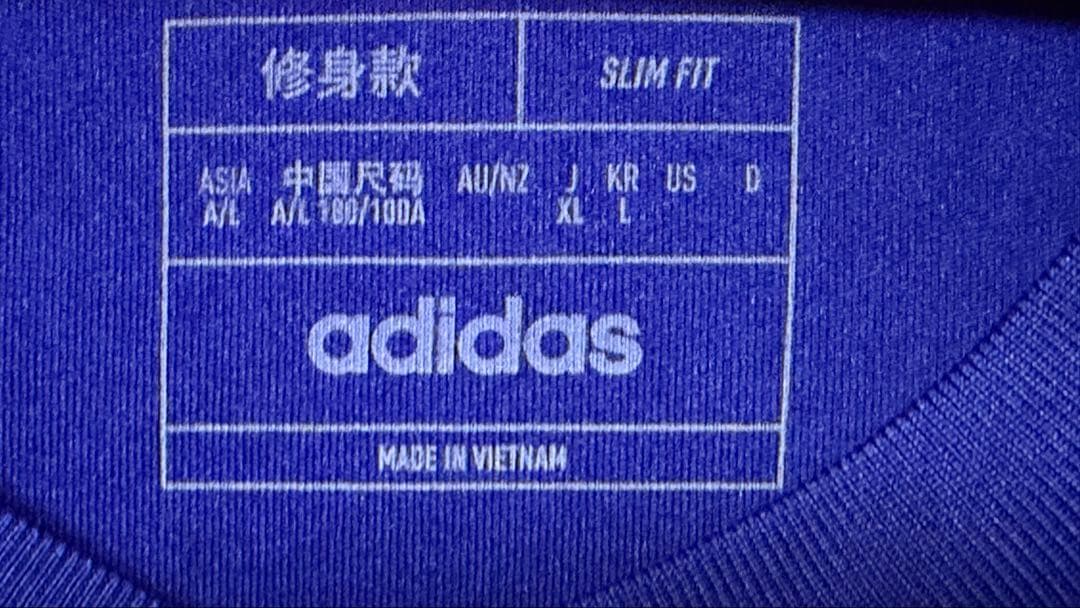 修身款 SLIM FIT
ASIA 中国尺码 AU/NZ J KR US D
A/L A/L 180/100A XL L
adidas
MADE IN VIETNAM